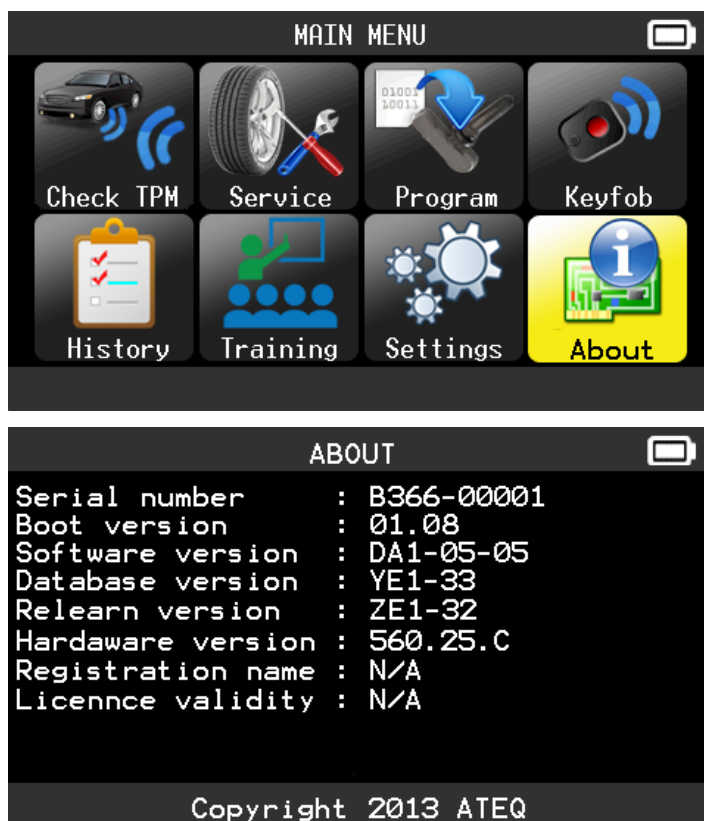 MAIN MENU
01001
10011
Check TPM Service Program Keyfob
History Training Settings About
ABOUT
Serial number : B366-00001
Boot version : 01.08
Software version : DA1-05-05
Database version : YE1-33
Relearn version : ZE1-32
Hardaware version : 560.25.C
Registration name : N/A
Licennce validity : N/A
Copyright 2013 ATEQ